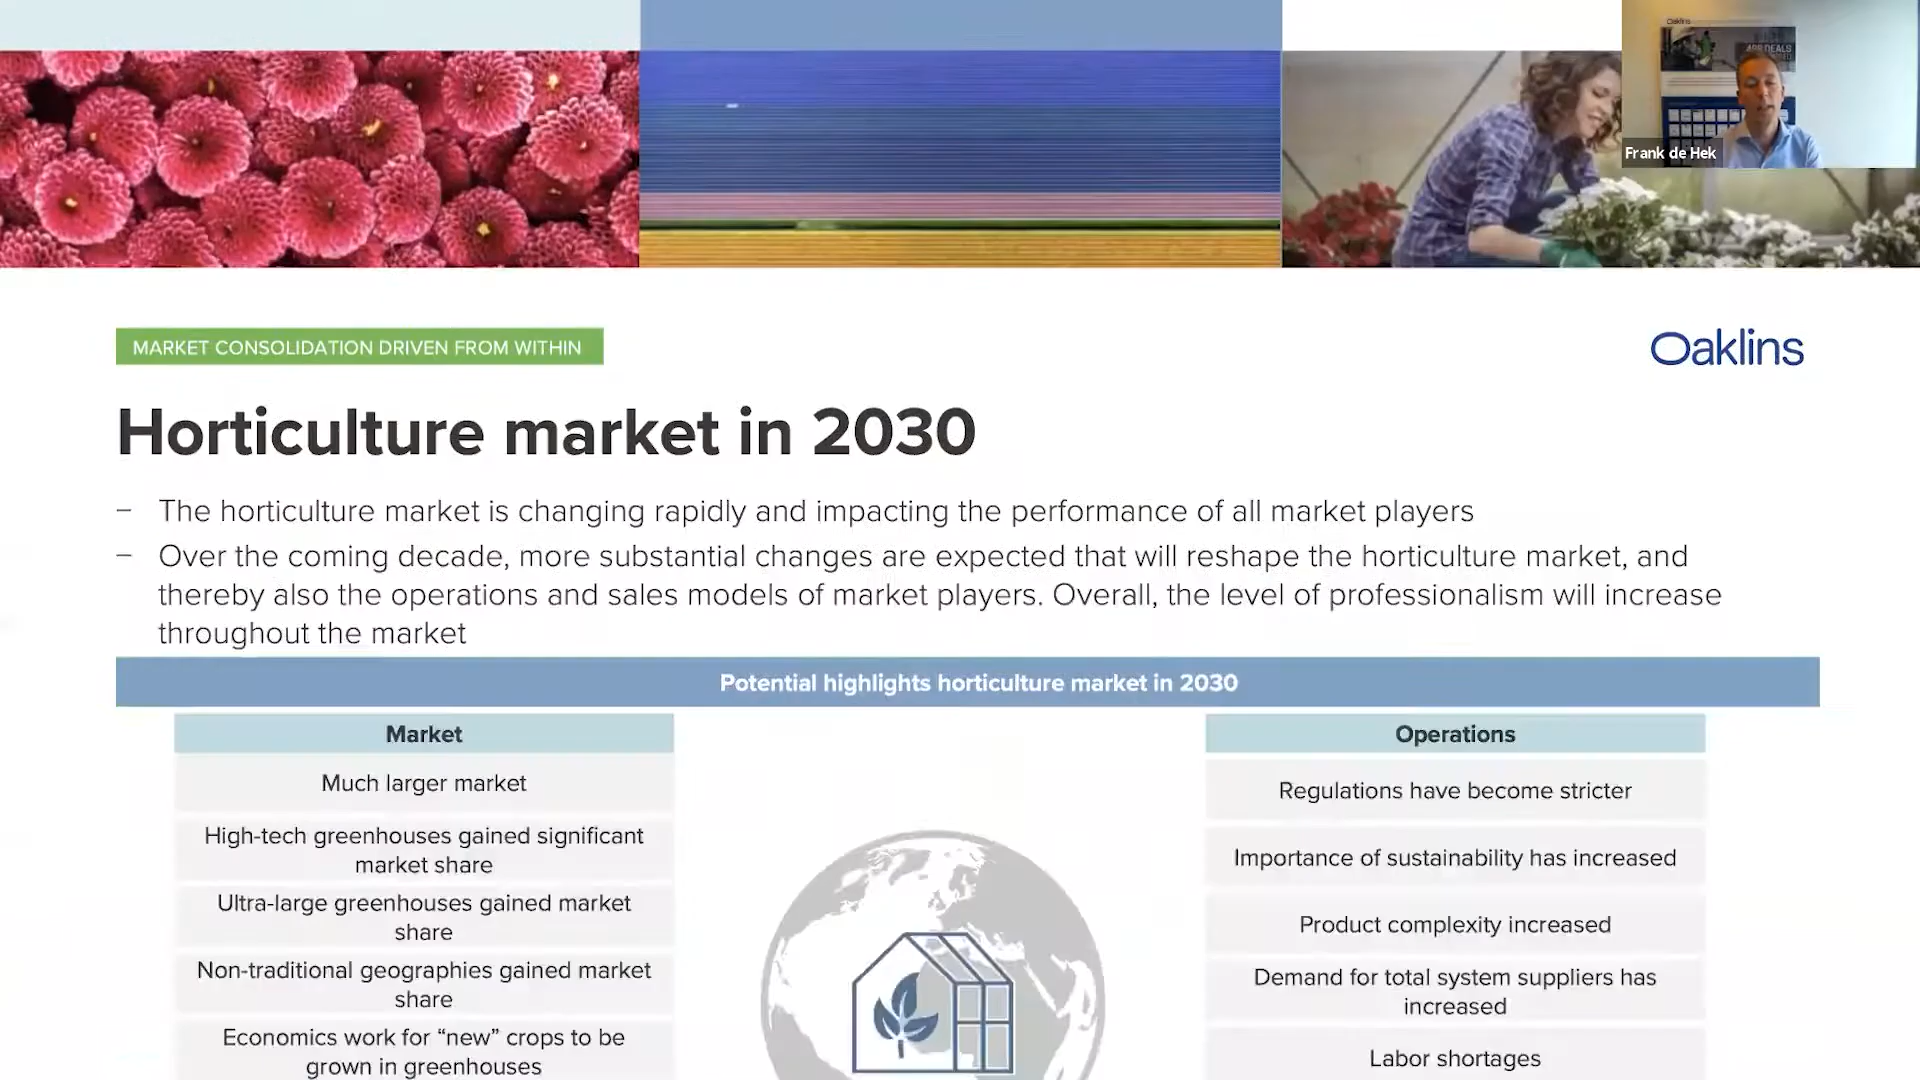 Oaklins
Frank de Hek
MARKET CONSOLIDATION DRIVEN FROM WITHIN
Oaklins
Horticulture market in 2030
– The horticulture market is changing rapidly and impacting the performance of all market players
– Over the coming decade, more substantial changes are expected that will reshape the horticulture market, and
thereby also the operations and sales models of market players. Overall, the level of professionalism will increase
throughout the market
Potential highlights horticulture market in 2030
Market
Much larger market
High-tech greenhouses gained significant
market share
Ultra-large greenhouses gained market
share
Non-traditional geographies gained market
share
Economics work for “new” crops to be
grown in greenhouses
Operations
Regulations have become stricter
Importance of sustainability has increased
Product complexity increased
Demand for total system suppliers has
increased
Labor shortages